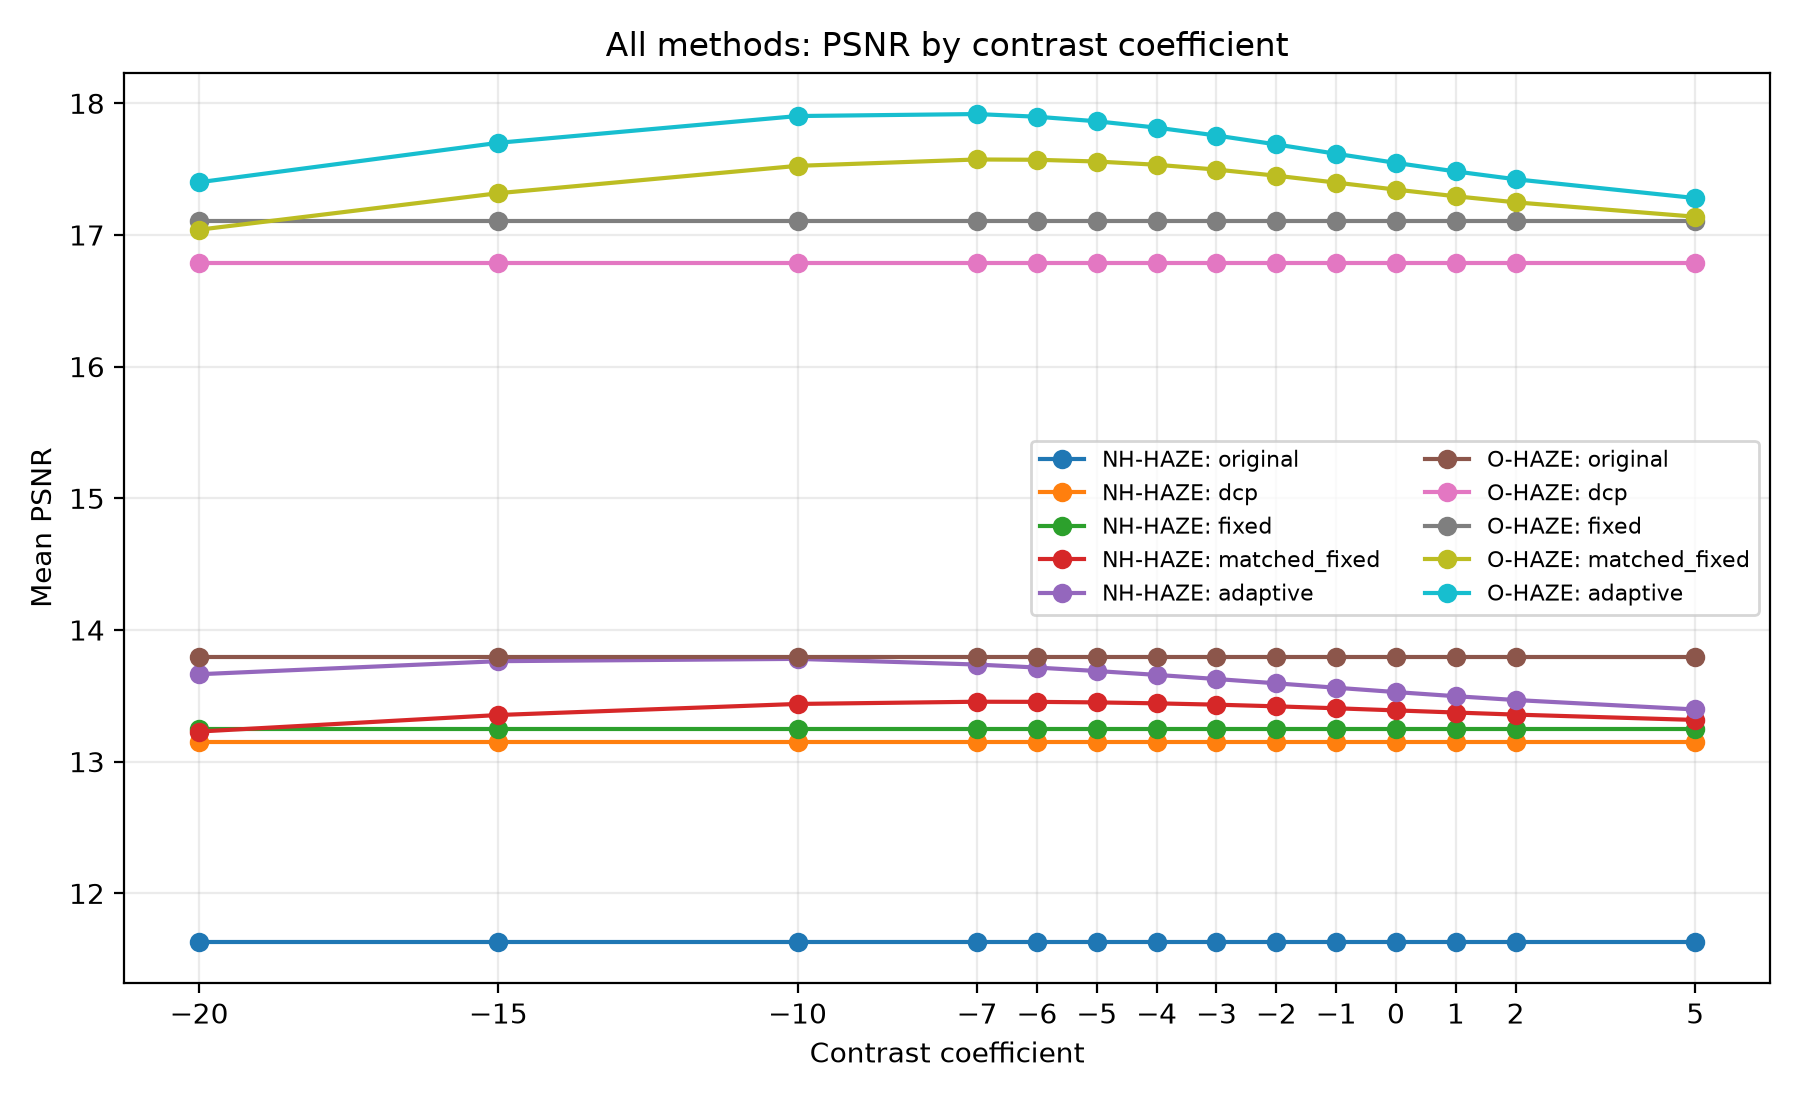 All methods: PSNR by contrast coefficient
Mean PSNR
18
17
16
15
14
13
12
NH-HAZE: original
NH-HAZE: dcp
NH-HAZE: fixed
NH-HAZE: matched_fixed
NH-HAZE: adaptive
O-HAZE: original
O-HAZE: dcp
O-HAZE: fixed
O-HAZE: matched_fixed
O-HAZE: adaptive
−20 −15 −10 −7 −6 −5 −4 −3 −2 −1 0 1 2 5
Contrast coefficient